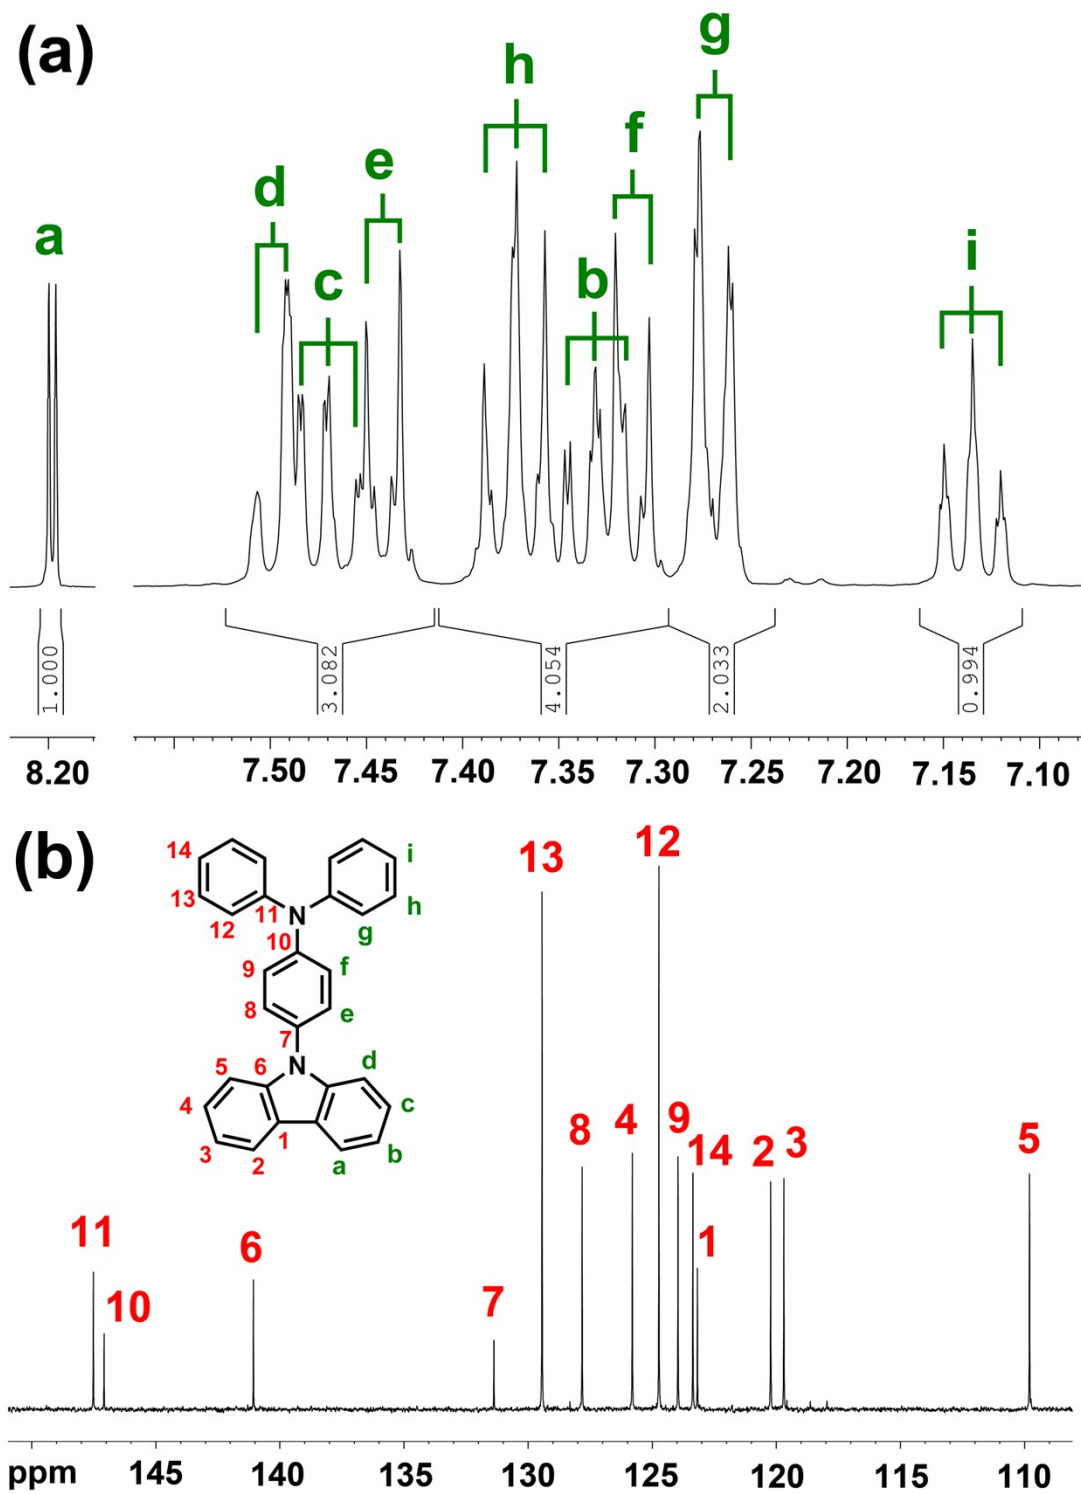 (a)
g
h
f
d
e
a
c
b
i
1.000
3.082
4.054
2.033
0.994
8.20
7.50 7.45 7.40 7.35 7.30 7.25 7.20 7.15 7.10
(b)
12
13
14
i
13
h
12
11
N
g
10
9
f
8
e
7
N
5
6
d
4
c
1
3
b
2
a
8
4
9
14
2
3
5
1
11
10
6
7
ppm 145 140 135 130 125 120 115 110